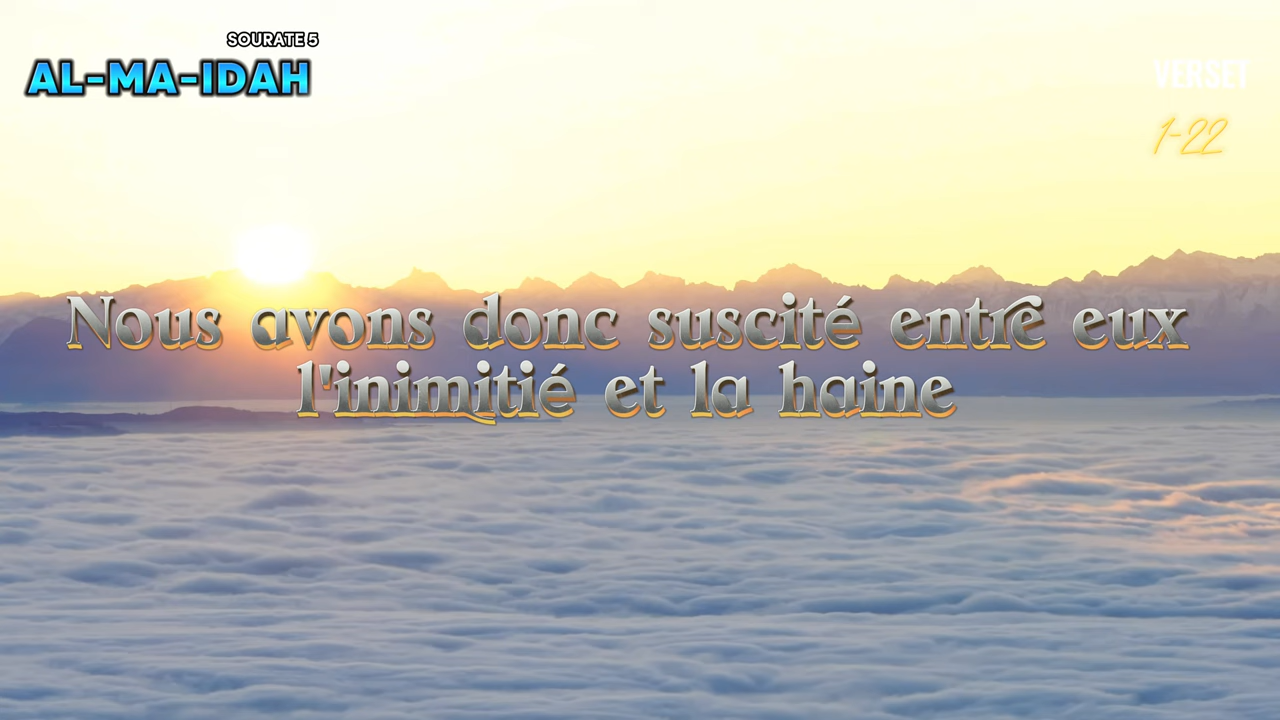 SOURATE 5
AL-MA-IDAH
VERSET
1-22
Nous avons donc suscité entre eux
l'inimitié et la haine